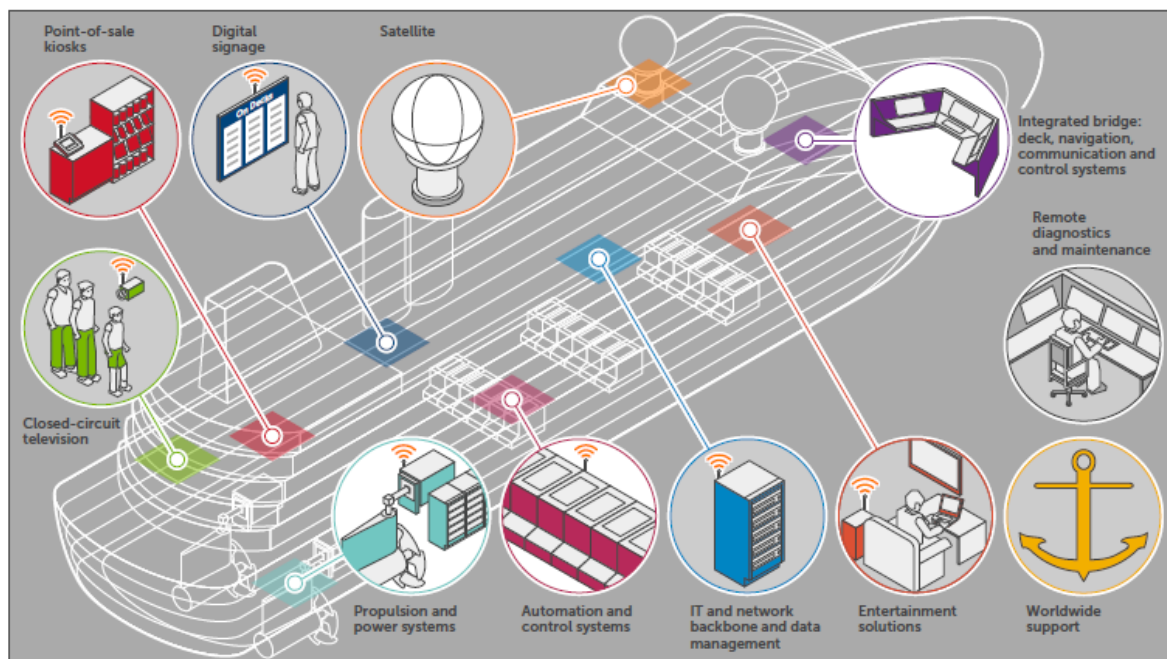 Point-of-sale
kiosks
Digital
signage
Satellite
On Decks
Integrated bridge:
deck, navigation,
communication and
control systems
Remote
diagnostics
and maintenance
Closed-circuit
television
Propulsion and
power systems
Automation and
control systems
IT and network
backbone and data
management
Entertainment
solutions
Worldwide
support